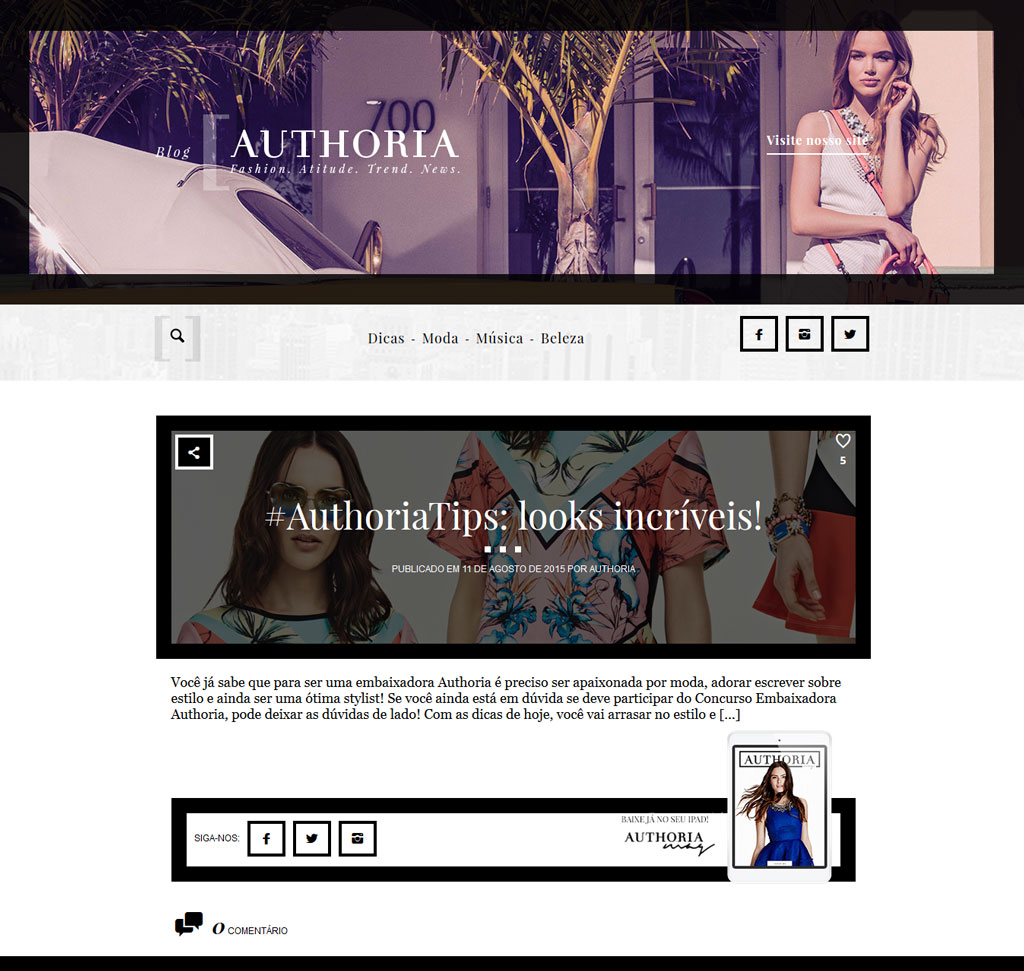 700
Blog
AUTHORIA
Fashion. Atitude. Trend. News.
Visite nosso site
Dicas - Moda - Música - Beleza
5
#AuthoriaTips: looks incríveis!
PUBLICADO EM 11 DE AGOSTO DE 2015 POR AUTHORIA
Você já sabe que para ser uma embaixadora Authoria é preciso ser apaixonada por moda, adorar escrever sobre
estilo e ainda ser uma ótima stylist! Se você ainda está em dúvida se deve participar do Concurso Embaixadora
Authoria, pode deixar as dúvidas de lado! Com as dicas de hoje, você vai arrasar no estilo e [...]
AUTHORIA
SIGA-NOS:
BAIXE JÁ NO SEU IPAD!
AUTHORIA
mag
0 COMENTÁRIO